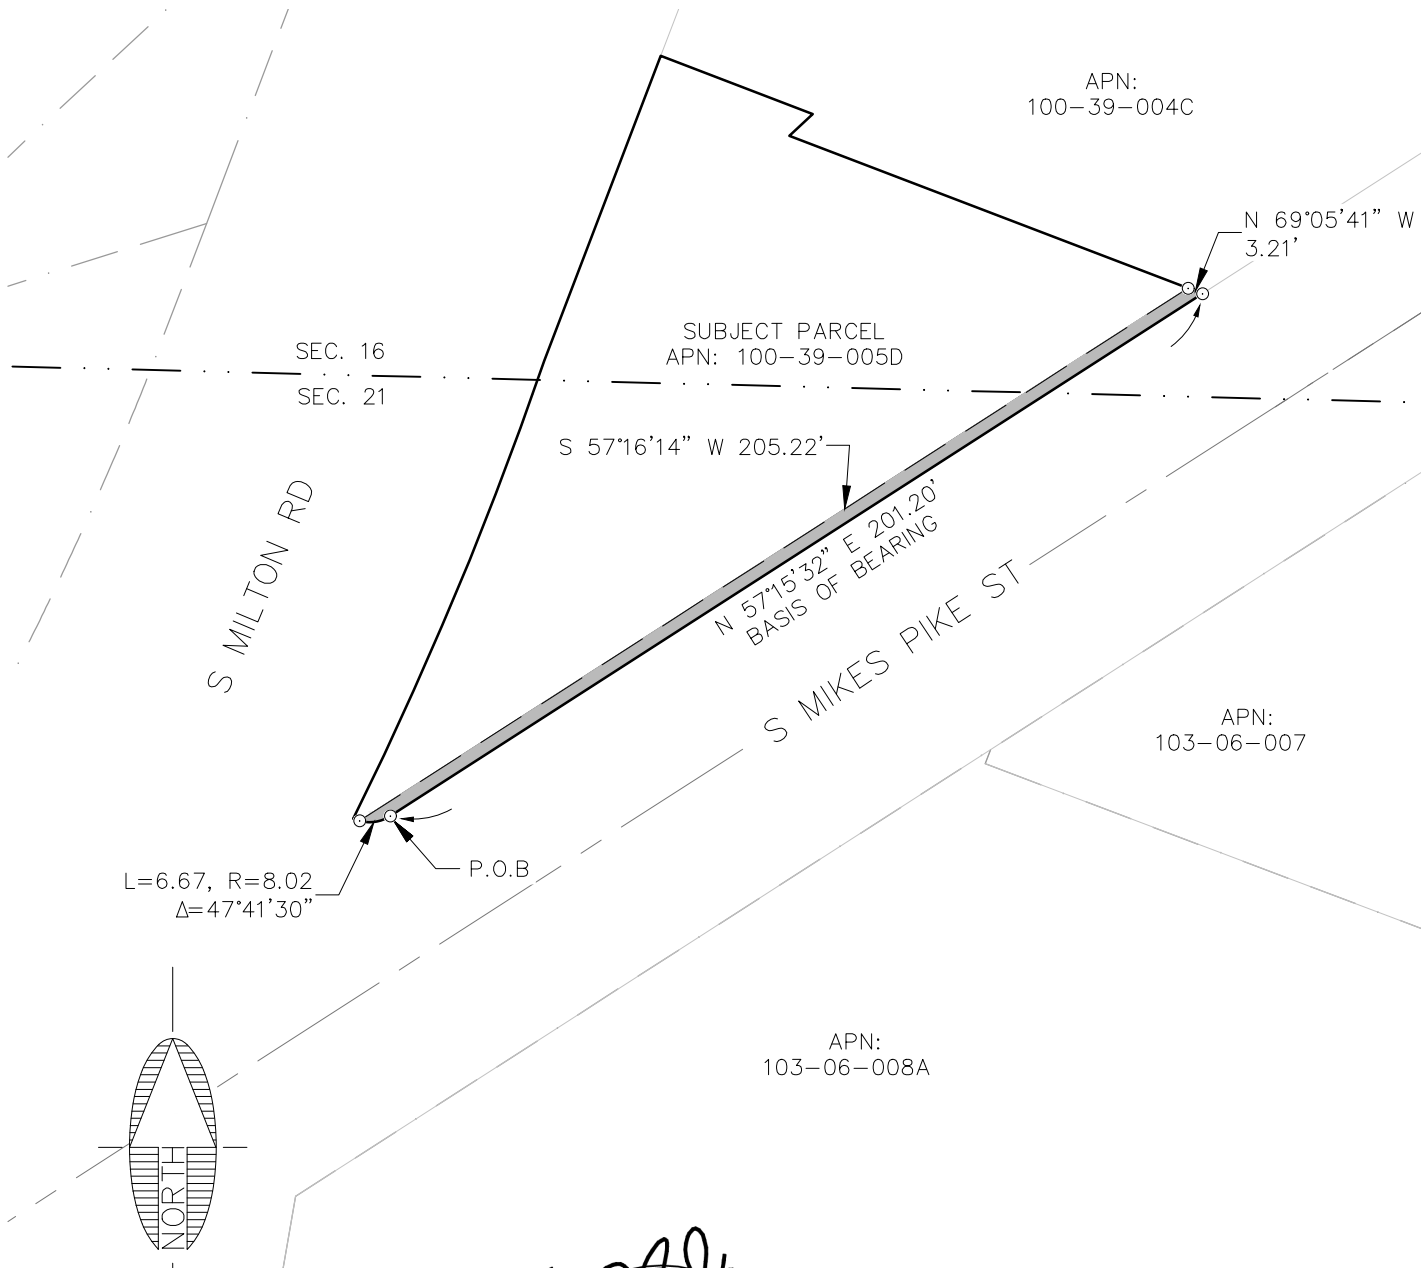 APN:
100-39-004C
N 69°05'41" W
3.21'
SUBJECT PARCEL
APN: 100-39-005D
SEC. 16
SEC. 21
S 57°16'14" W 205.22'
N 57°15'32" E 201.20'
BASIS OF BEARING
S MILTON RD
S MIKES PIKE ST
APN:
103-06-007
P.O.B
L=6.67, R=8.02
Δ=47°41'30"
APN:
103-06-008A
NORTH